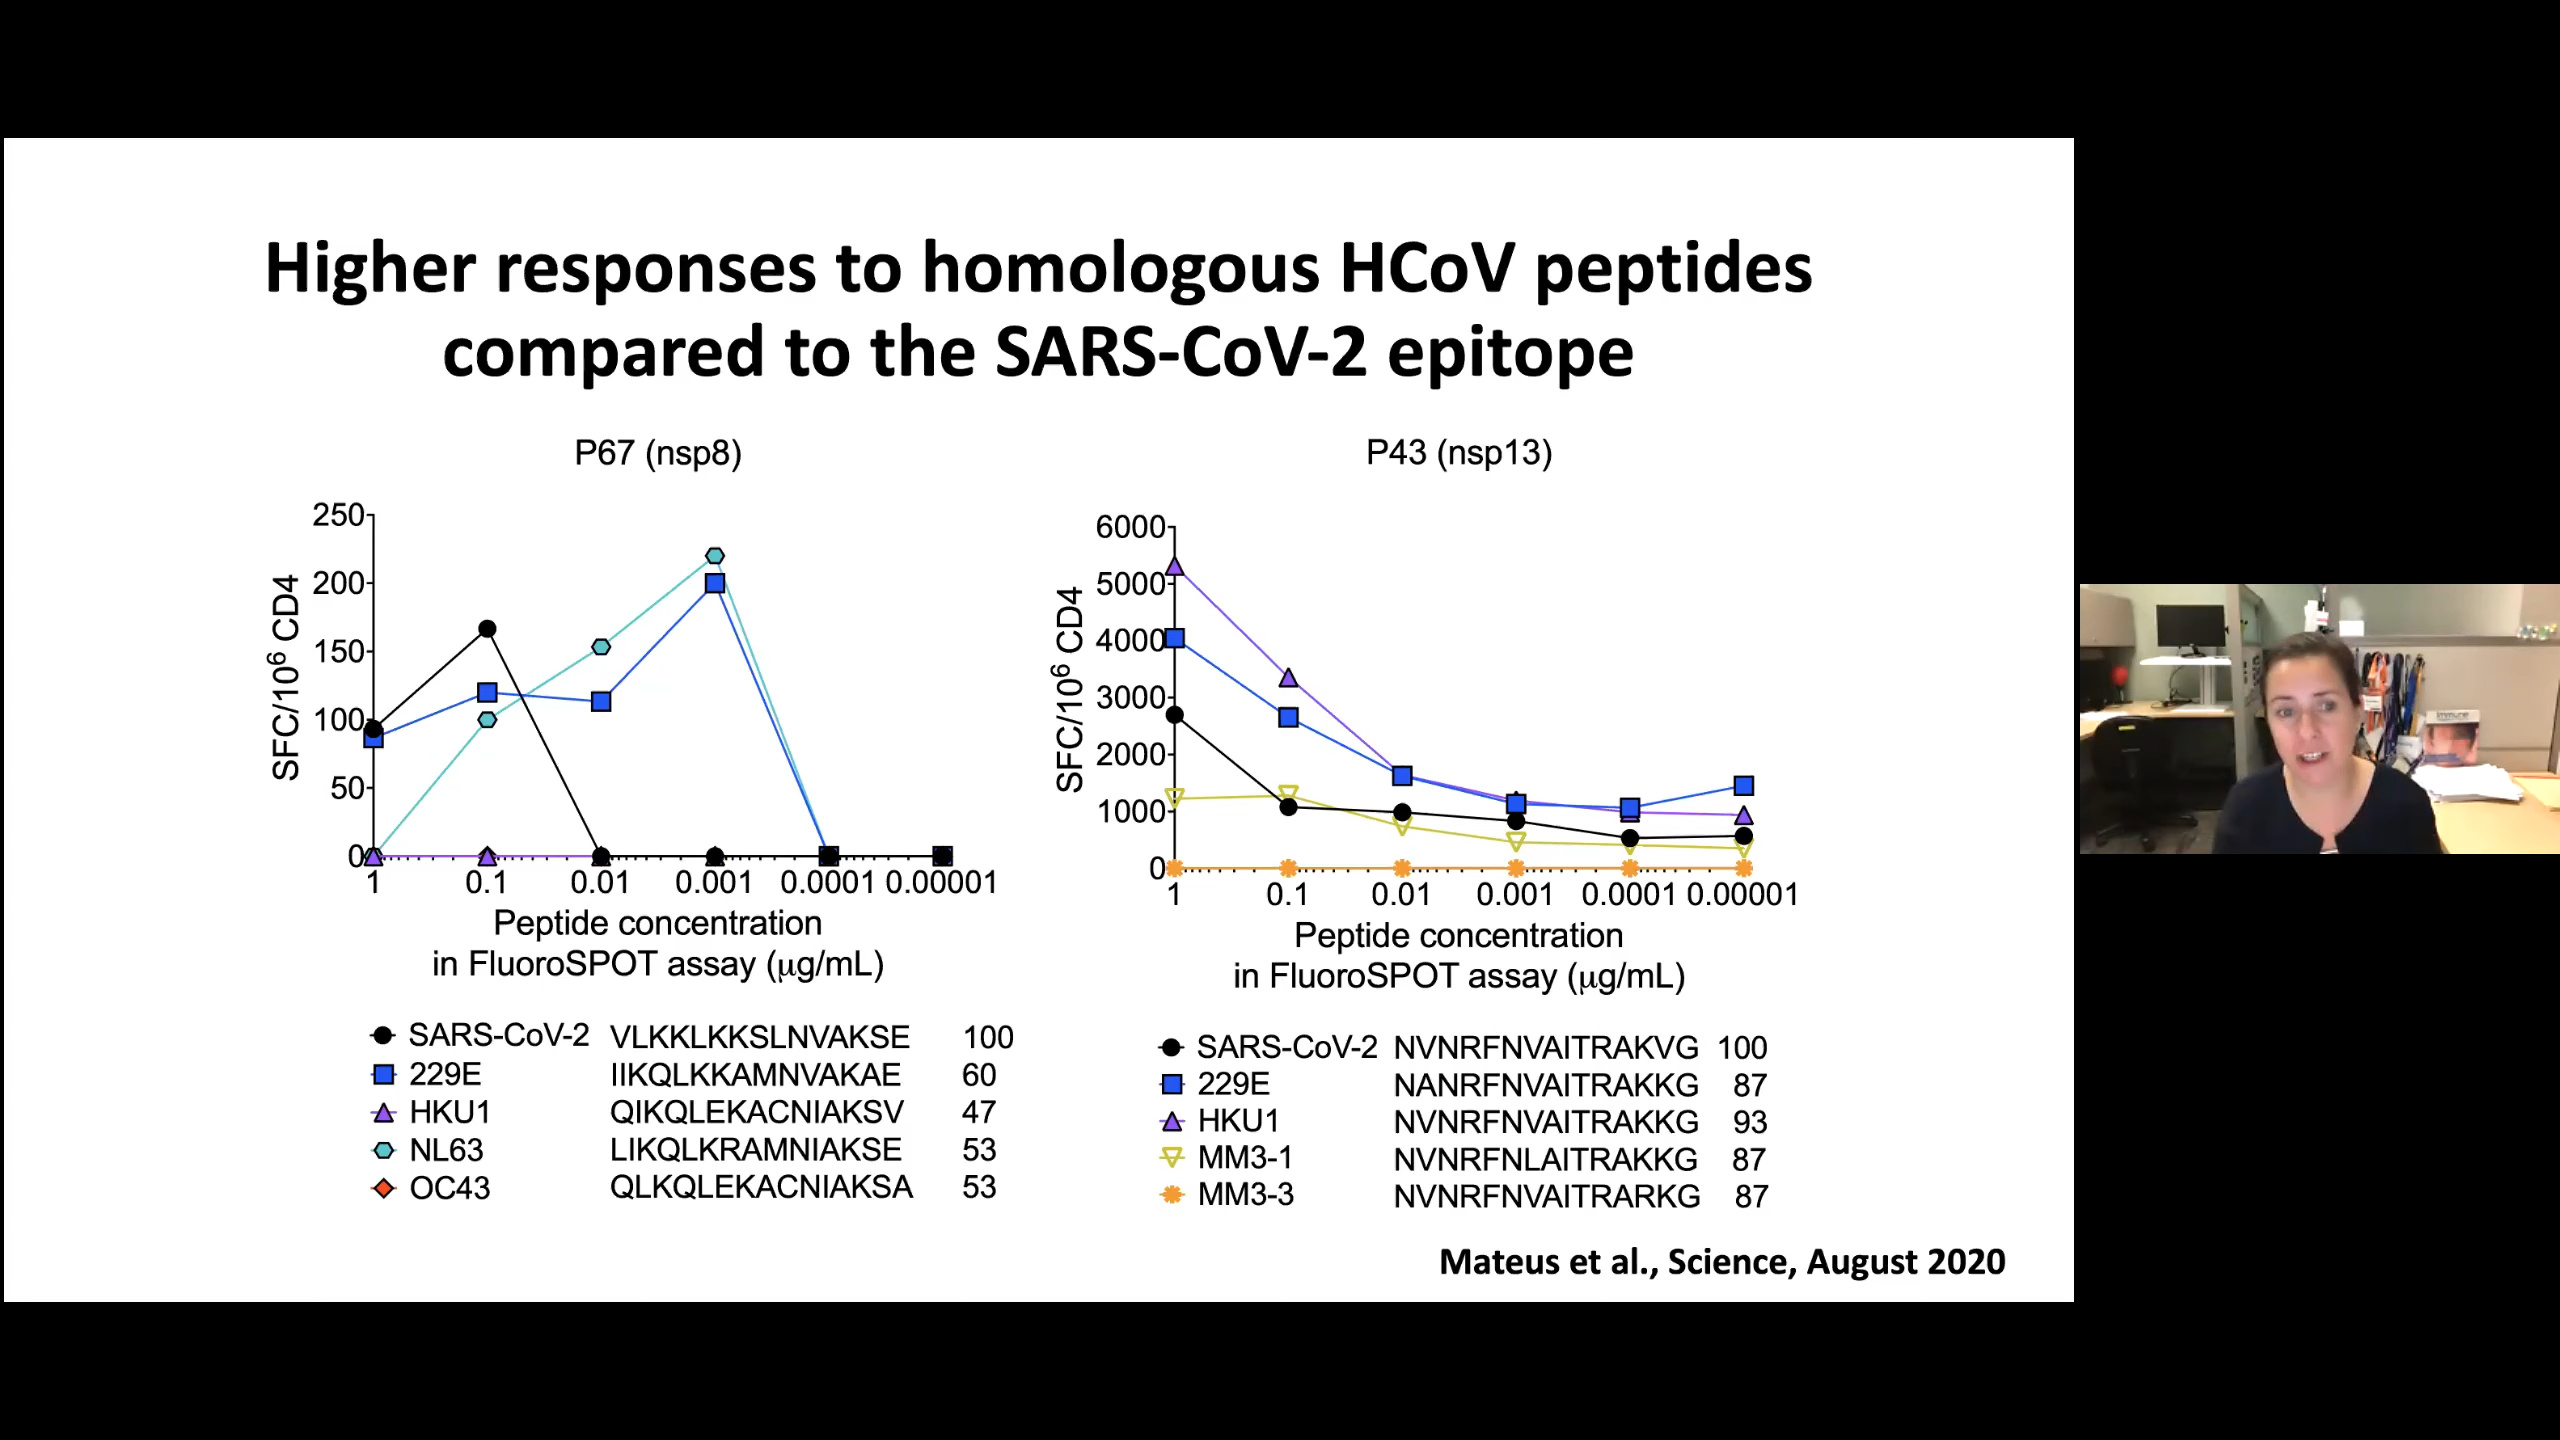 Higher responses to homologous HCoV peptides
compared to the SARS-CoV-2 epitope
P67 (nsp8)
SFC/10⁶ CD4
250
200
150
100
50
0
1 0.1 0.01 0.001 0.0001 0.00001
Peptide concentration
in FluoroSPOT assay (µg/mL)
SARS-CoV-2 VLKKLKKSLNVAKSE 100
229E IIKQLKKAMNVAKAE 60
HKU1 QIKQLEKACNIAKSV 47
NL63 LIKQLKRAMNIAKSE 53
OC43 QLKQLEKACNIAKSA 53
P43 (nsp13)
SFC/10⁶ CD4
6000
5000
4000
3000
2000
1000
0
1 0.1 0.01 0.001 0.0001 0.00001
Peptide concentration
in FluoroSPOT assay (µg/mL)
SARS-CoV-2 NVNRFNVAITRAKVG 100
229E NANRFNVAITRAKKG 87
HKU1 NVNRFNVAITRAKKG 93
MM3-1 NVNRFNLAITRAKKG 87
MM3-3 NVNRFNVAITRARKG 87
Mateus et al., Science, August 2020
immune